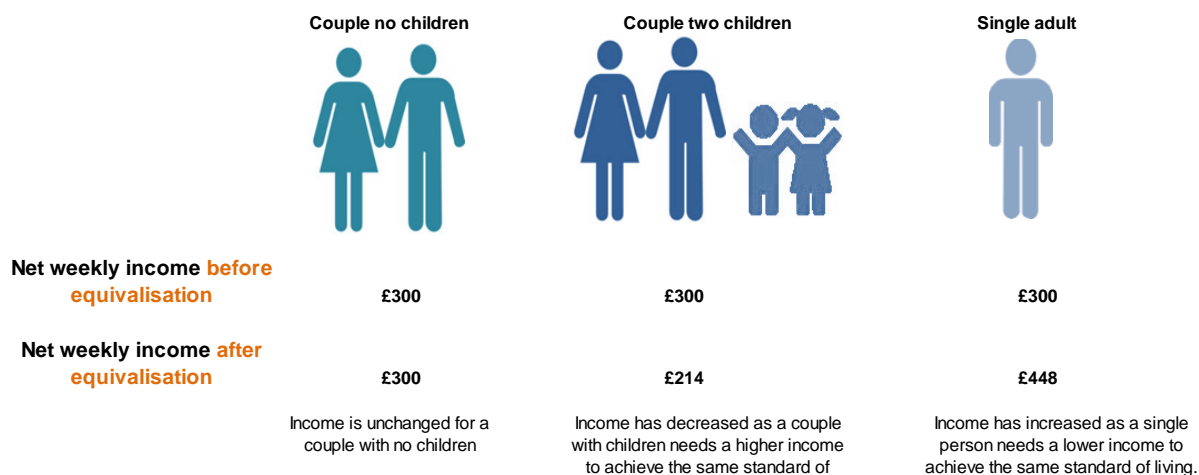 Couple no children
Couple two children
Single adult
Net weekly income before
equivalisation
£300
£300
£300
Net weekly income after
equivalisation
£300
£214
£448
Income is unchanged for a
couple with no children
Income has decreased as a couple
with children needs a higher income
to achieve the same standard of
Income has increased as a single
person needs a lower income to
achieve the same standard of living.